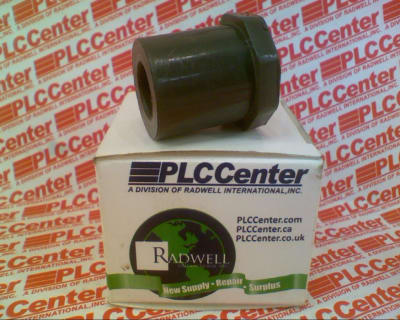 PLCCenter
A DIVISION OF RADWELL INTERNATIONAL, INC.
PLCCenter.com
PLCCenter.ca
PLCCenter.co.uk
RADWELL
New Supply • Repair • Surplus